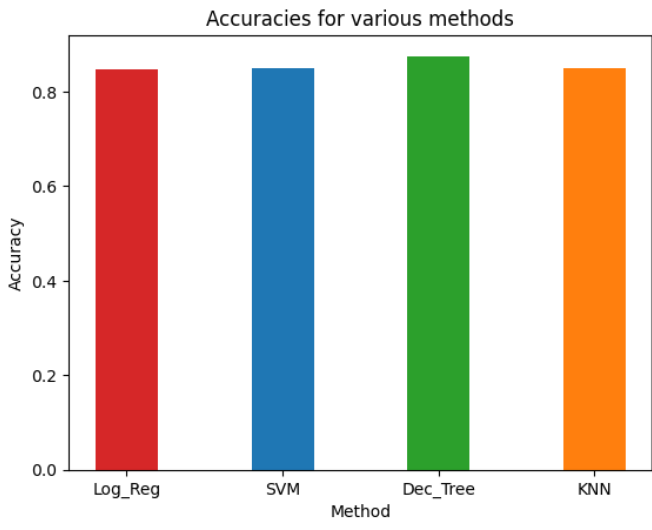 Accuracies for various methods
Accuracy
0.8
0.6
0.4
0.2
0.0
Log_Reg SVM Dec_Tree KNN
Method